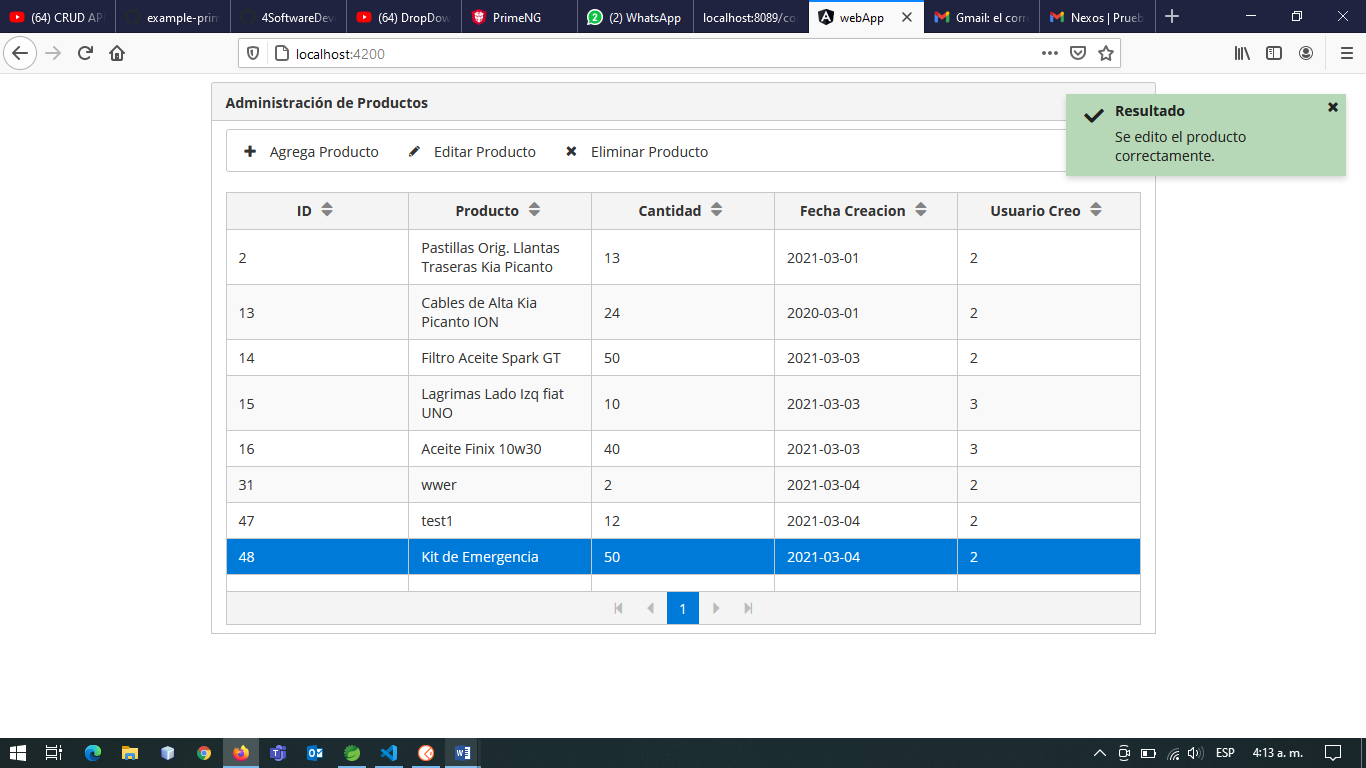 (64) CRUD AP
example-prim
4SoftwareDev
(64) DropDow
PrimeNG
(2) WhatsApp
localhost:8089/co
webApp
Gmail: el corr
Nexos | Prueb
localhost:4200
Administración de Productos
Resultado
Se edito el producto
correctamente.
Agrega Producto
Editar Producto
Eliminar Producto
ID
Producto
Cantidad
Fecha Creacion
Usuario Creo
2
Pastillas Orig. Llantas
Traseras Kia Picanto
13
2021-03-01
2
13
Cables de Alta Kia
Picanto ION
24
2020-03-01
2
14
Filtro Aceite Spark GT
50
2021-03-03
2
15
Lagrimas Lado Izq fiat
UNO
10
2021-03-03
3
16
Aceite Finix 10w30
40
2021-03-03
3
31
wwer
2
2021-03-04
2
47
test1
12
2021-03-04
2
48
Kit de Emergencia
50
2021-03-04
2
1
ESP
4:13 a. m.